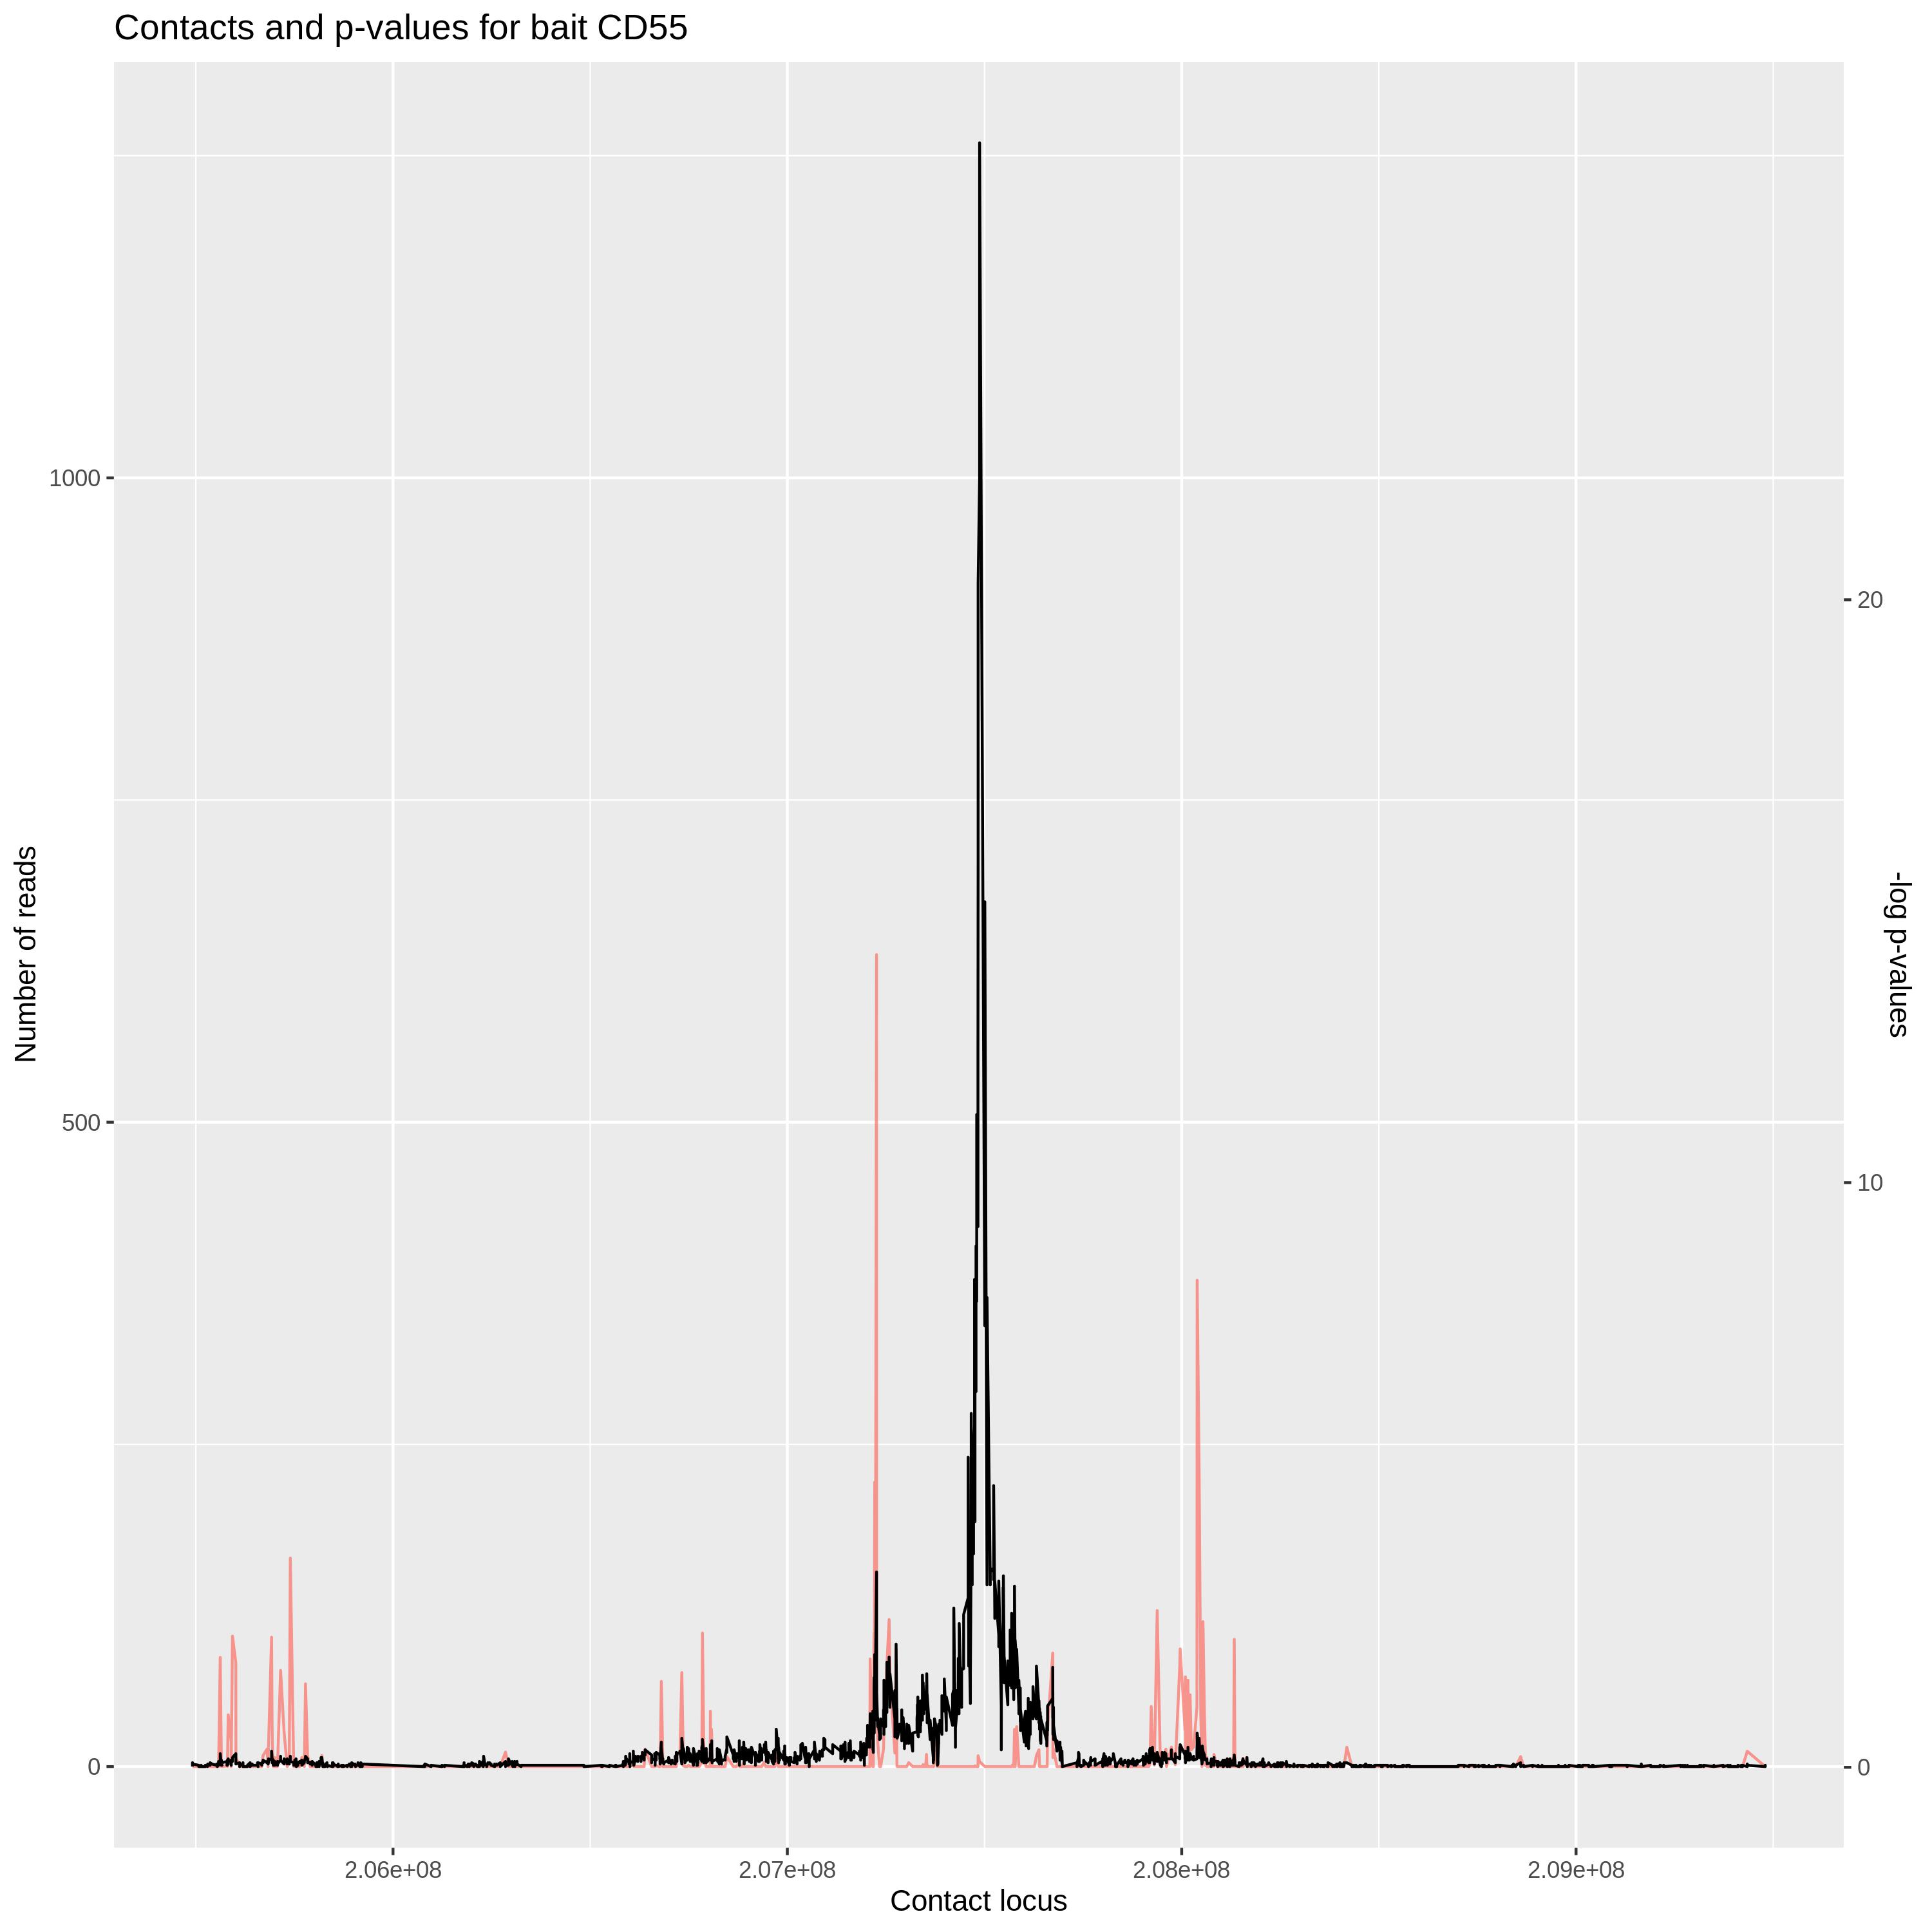 Contacts and p-values for bait CD55
1000
500
0
Number of reads
20
10
0
-log p-values
2.06e+08
2.07e+08
2.08e+08
2.09e+08
Contact locus